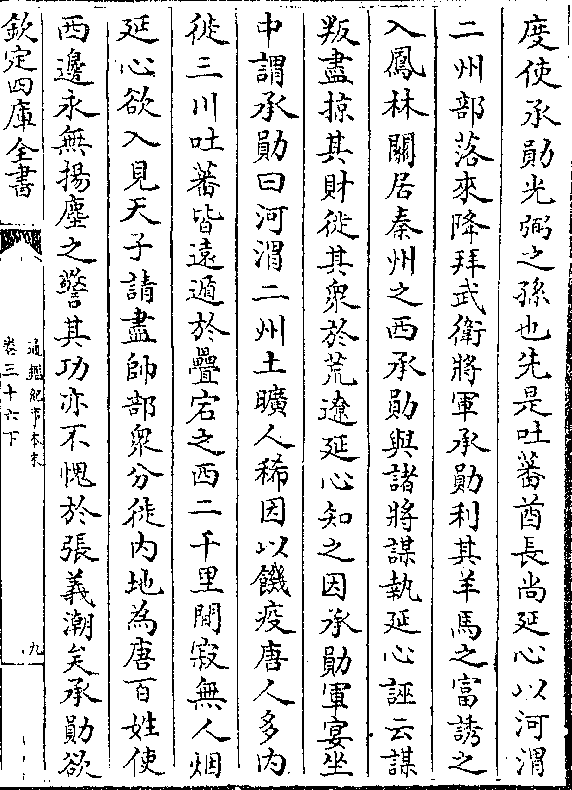 度使承勛光弼之孫也先是吐蕃酋長尚延心以河渭
二州部落來降拜武衛將軍承勛利其羊馬之富誘之
入鳳林關居秦州之西承勛與諸將謀執延心誣云謀
叛盡掠其財徙其衆於荒遼延心知之因承勛軍宴坐
中謂承勛曰河渭二州土曠人稀因以饑疫唐人多内
徙三川吐蕃皆遠遁於疊宕之西二千里閒寂無人烟
延心欲入見天子請盡帥部衆分徙内地為唐百姓使
西邊永無揚塵之警其功亦不愧於張義潮矣承勛欲
欽定四庫全書
通鑑紀事本末
卷三十六下
九